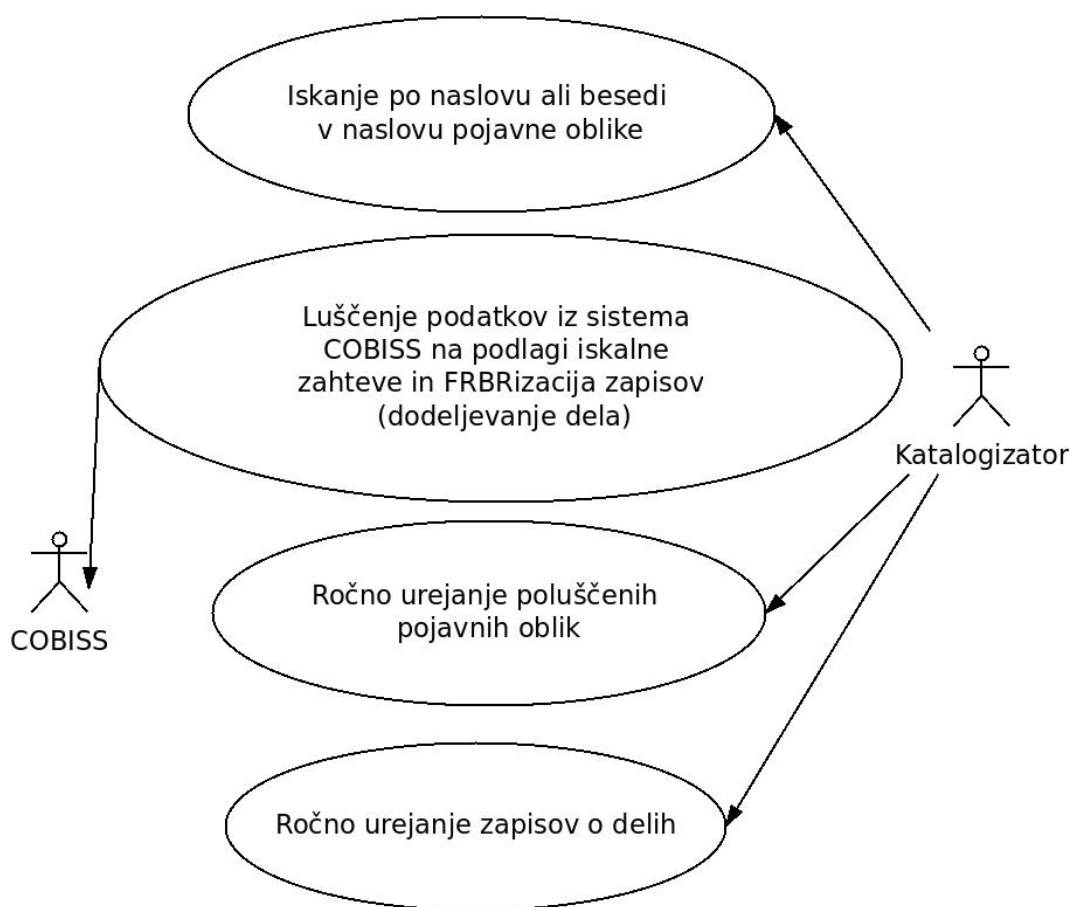 Iskanje po naslovu ali besedi
v naslovu pojavne oblike
Luščenje podatkov iz sistema
COBISS na podlagi iskalne
zahteve in FRBRizacija zapisov
(dodeljevanje dela)
Katalogizator
Ročno urejanje poluščenih
pojavnih oblik
COBISS
Ročno urejanje zapisov o delih